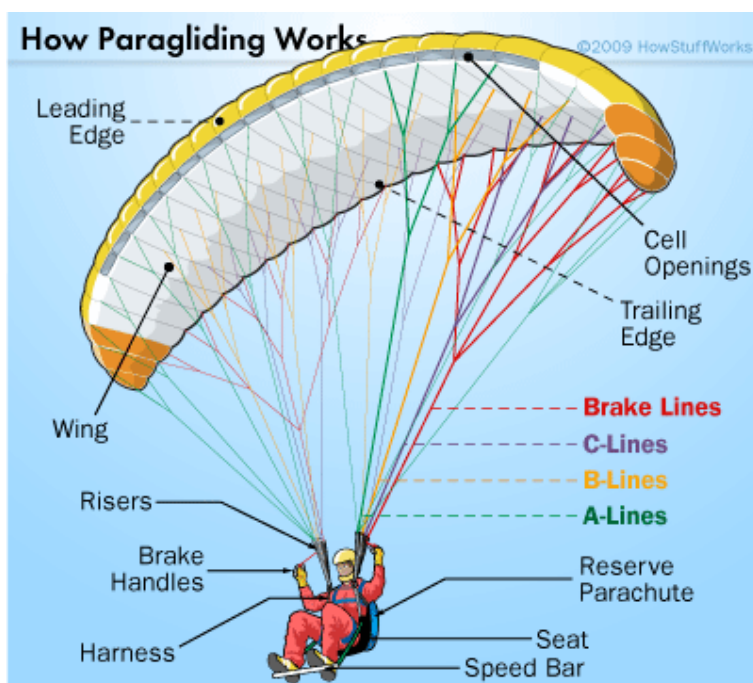 How Paragliding Works
©2009 HowStuffWorks
Leading
Edge
Cell
Openings
Trailing
Edge
Wing
Brake Lines
C-Lines
B-Lines
A-Lines
Risers
Brake
Handles
Reserve
Parachute
Harness
Seat
Speed Bar